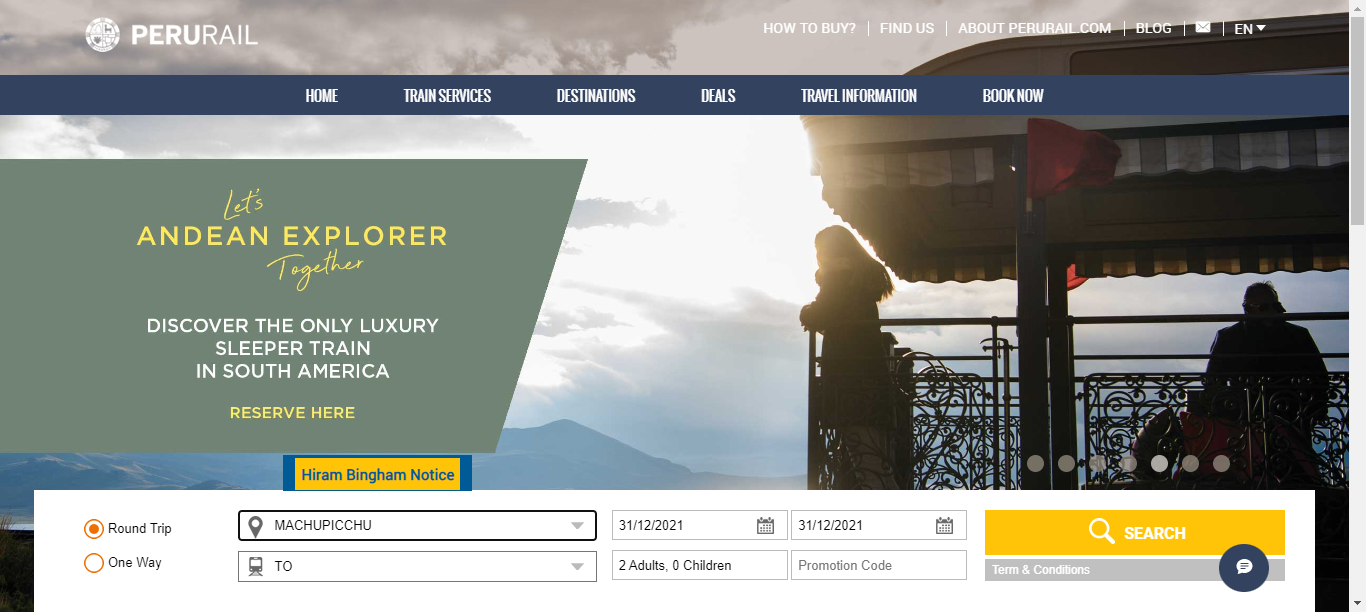 PERURAIL
HOW TO BUY?
FIND US
ABOUT PERURAIL.COM
BLOG
EN
HOME
TRAIN SERVICES
DESTINATIONS
DEALS
TRAVEL INFORMATION
BOOK NOW
Let's
ANDEAN EXPLORER
Together
DISCOVER THE ONLY LUXURY
SLEEPER TRAIN
IN SOUTH AMERICA
RESERVE HERE
Hiram Bingham Notice
Round Trip
One Way
MACHUPICCHU
TO
31/12/2021
31/12/2021
2 Adults, 0 Children
Promotion Code
SEARCH
Term & Conditions